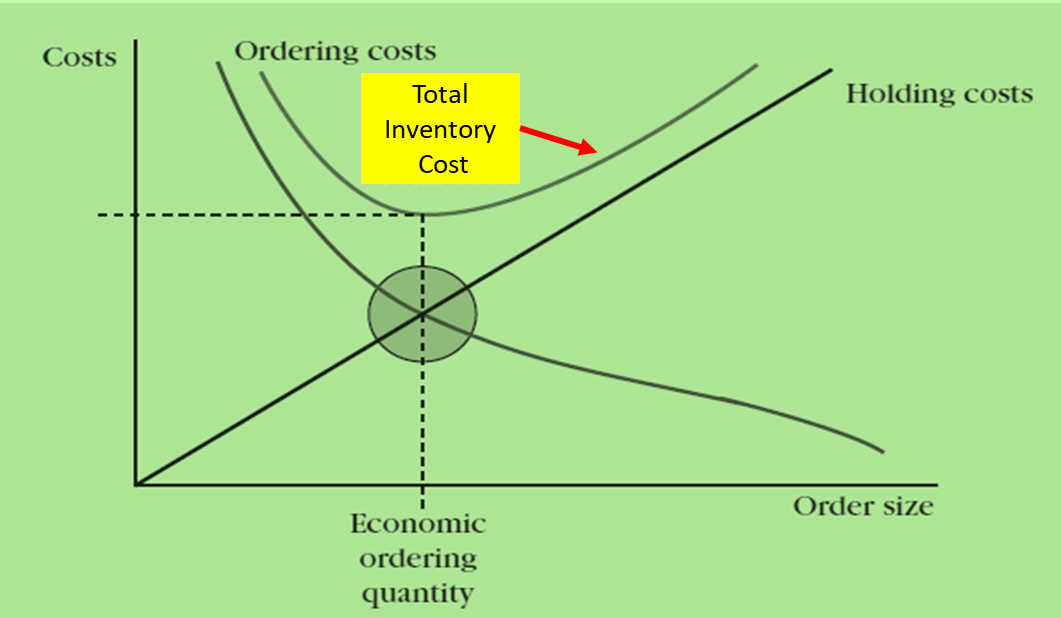 Costs
Ordering costs
Total
Inventory
Cost
Holding costs
Order size
Economic
ordering
quantity